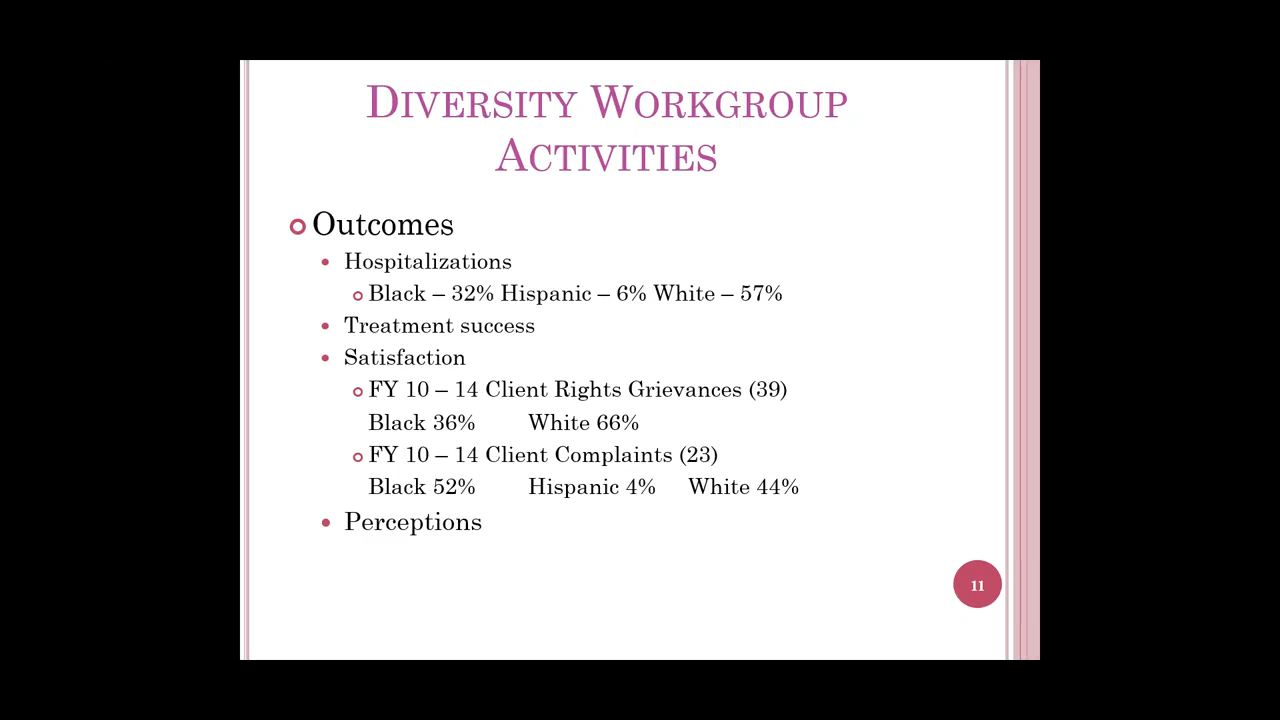 DIVERSITY WORKGROUP
ACTIVITIES
Outcomes
• Hospitalizations
Black – 32% Hispanic – 6% White – 57%
• Treatment success
• Satisfaction
FY 10 – 14 Client Rights Grievances (39)
Black 36% White 66%
FY 10 – 14 Client Complaints (23)
Black 52% Hispanic 4% White 44%
• Perceptions
11